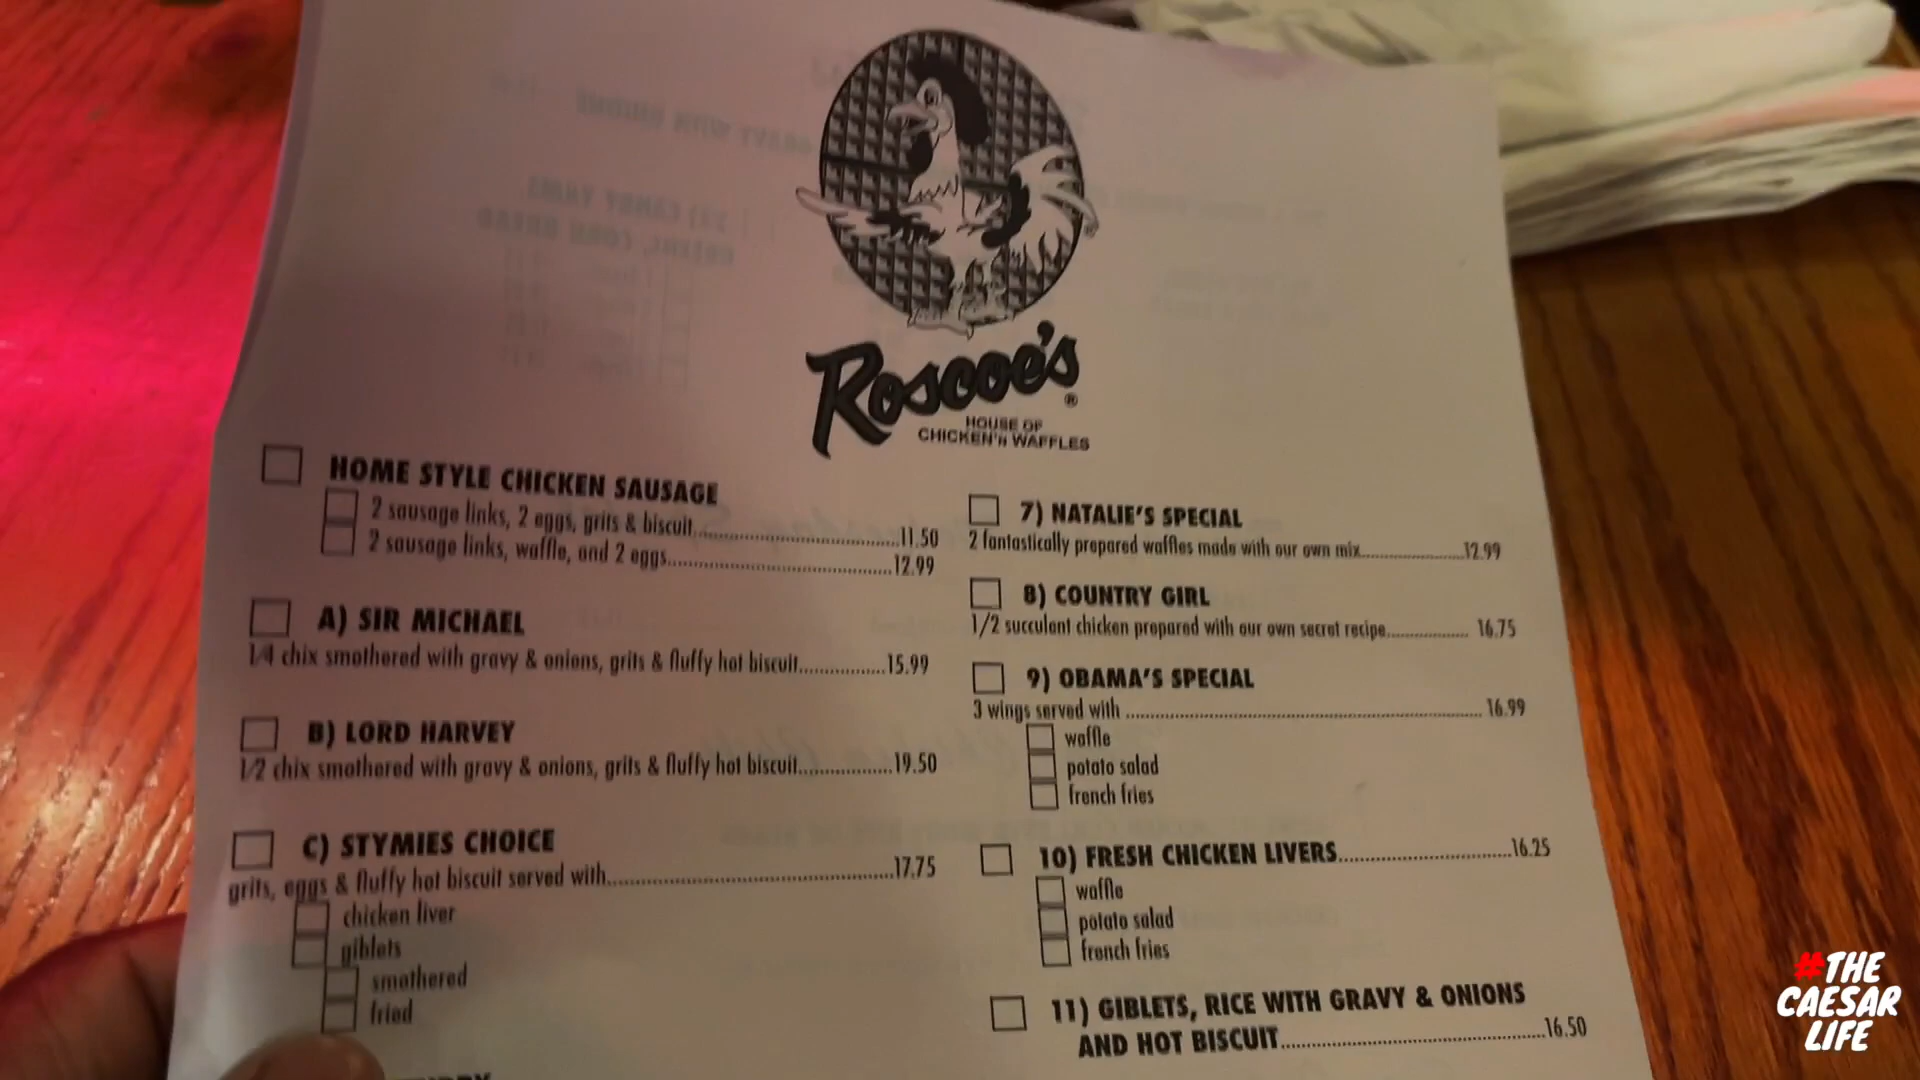 Roscoe's
®
HOUSE OF
CHICKEN'n WAFFLES
HOME STYLE CHICKEN SAUSAGE
2 sausage links, 2 eggs, grits & biscuit...11.50
2 sausage links, waffle, and 2 eggs...12.99
A) SIR MICHAEL
1/4 chix smothered with gravy & onions, grits & fluffy hot biscuit...15.99
B) LORD HARVEY
1/2 chix smothered with gravy & onions, grits & fluffy hot biscuit...19.50
C) STYMIES CHOICE
grits, eggs & fluffy hot biscuit served with...17.75
chicken liver
giblets
smothered
fried
7) NATALIE'S SPECIAL
2 fantastically prepared waffles made with our own mix...12.99
8) COUNTRY GIRL
1/2 succulent chicken prepared with our own secret recipe...16.75
9) OBAMA'S SPECIAL
3 wings served with...16.99
waffle
potato salad
french fries
10) FRESH CHICKEN LIVERS...16.25
waffle
potato salad
french fries
11) GIBLETS, RICE WITH GRAVY & ONIONS
AND HOT BISCUIT...16.50
#THE
CAESAR
LIFE